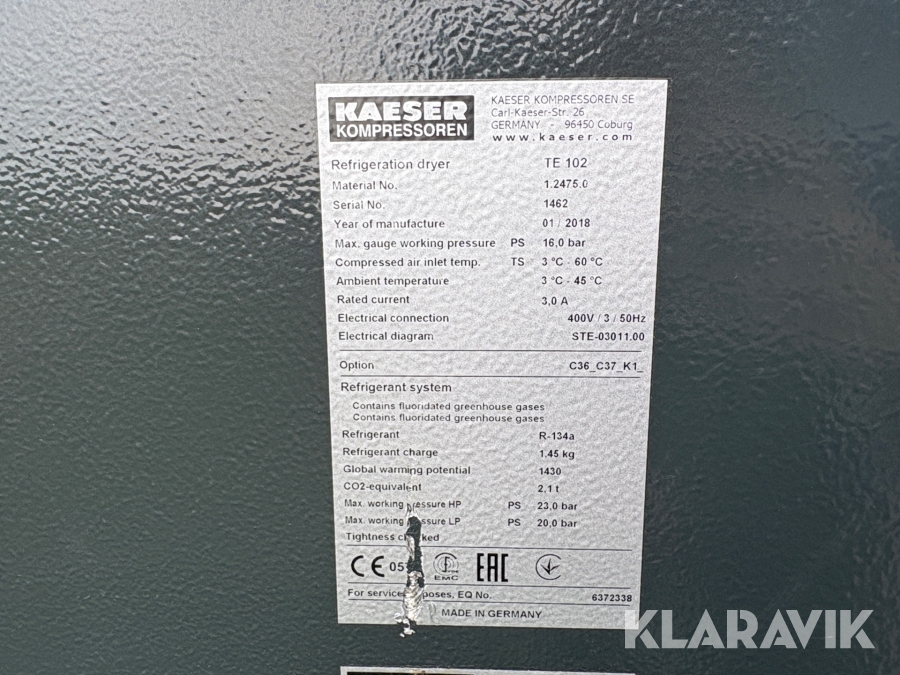 KAESER
KOMPRESSOREN
KAESER KOMPRESSOREN SE
Carl-Kaeser-Str. 26
GERMANY - 96450 Coburg
www.kaeser.com
Refrigeration dryer TE 102
Material No. 1.2475.0
Serial No. 1462
Year of manufacture 01 / 2018
Max. gauge working pressure PS 16,0 bar
Compressed air inlet temp. TS 3 °C - 60 °C
Ambient temperature 3 °C - 45 °C
Rated current 3,0 A
Electrical connection 400V / 3 / 50Hz
Electrical diagram STE-03011.00
Option C36_C37_K1_
Refrigerant system
Contains fluoridated greenhouse gases
Contains fluoridated greenhouse gases
Refrigerant R-134a
Refrigerant charge 1,45 kg
Global warming potential 1430
CO2-equivalent 2,1 t
Max. working pressure HP PS 23,0 bar
Max. working pressure LP PS 20,0 bar
Tightness checked
CE EMC EAC
For service purposes, EQ No. 6372338
MADE IN GERMANY
KLARAVIK